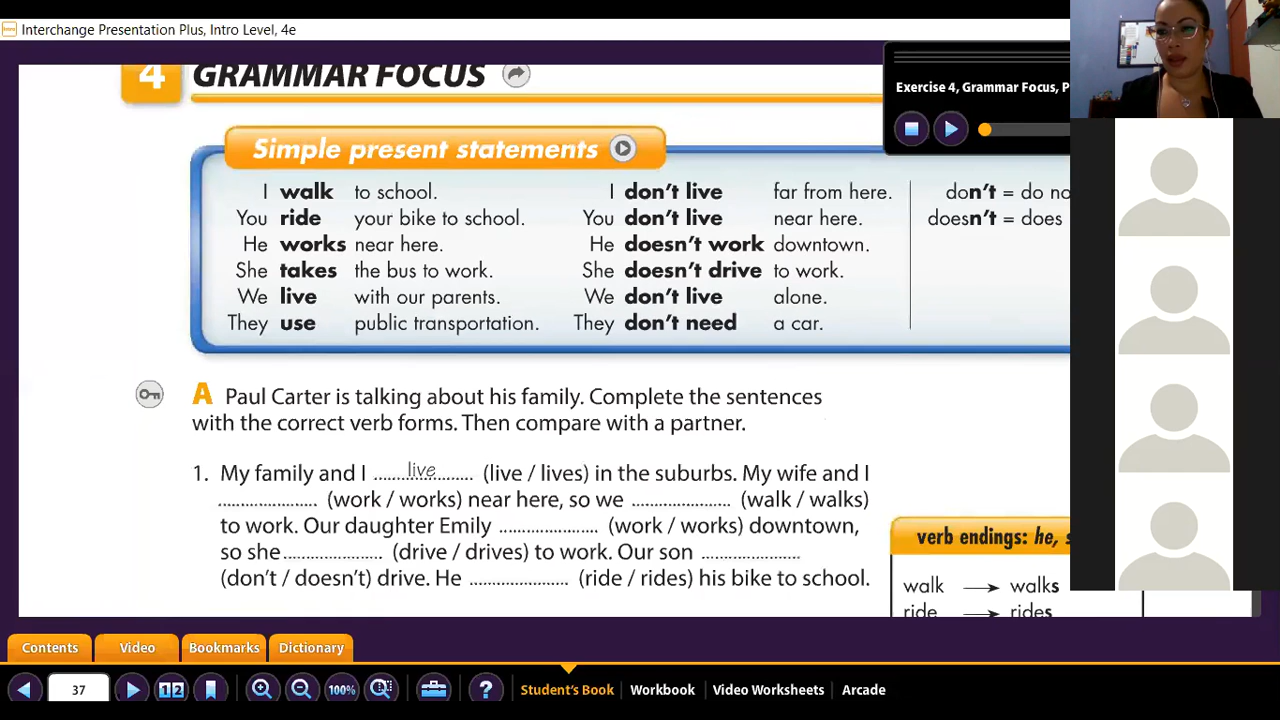 Interchange Presentation Plus, Intro Level, 4e
4 GRAMMAR FOCUS
Exercise 4, Grammar Focus, P
Simple present statements
I walk to school. I don't live far from here. don't = do no
You ride your bike to school. You don't live near here. doesn't = does
He works near here. He doesn't work downtown.
She takes the bus to work. She doesn't drive to work.
We live with our parents. We don't live alone.
They use public transportation. They don't need a car.
A Paul Carter is talking about his family. Complete the sentences
with the correct verb forms. Then compare with a partner.
1. My family and I ...live... (live / lives) in the suburbs. My wife and I
.................... (work / works) near here, so we .................... (walk / walks)
to work. Our daughter Emily .................... (work / works) downtown,
so she .................... (drive / drives) to work. Our son ....................
(don't / doesn't) drive. He .................... (ride / rides) his bike to school.
verb endings: he, s
walk → walks
ride → rides
Contents Video Bookmarks Dictionary
37 1 2 100% ? Student's Book Workbook Video Worksheets Arcade